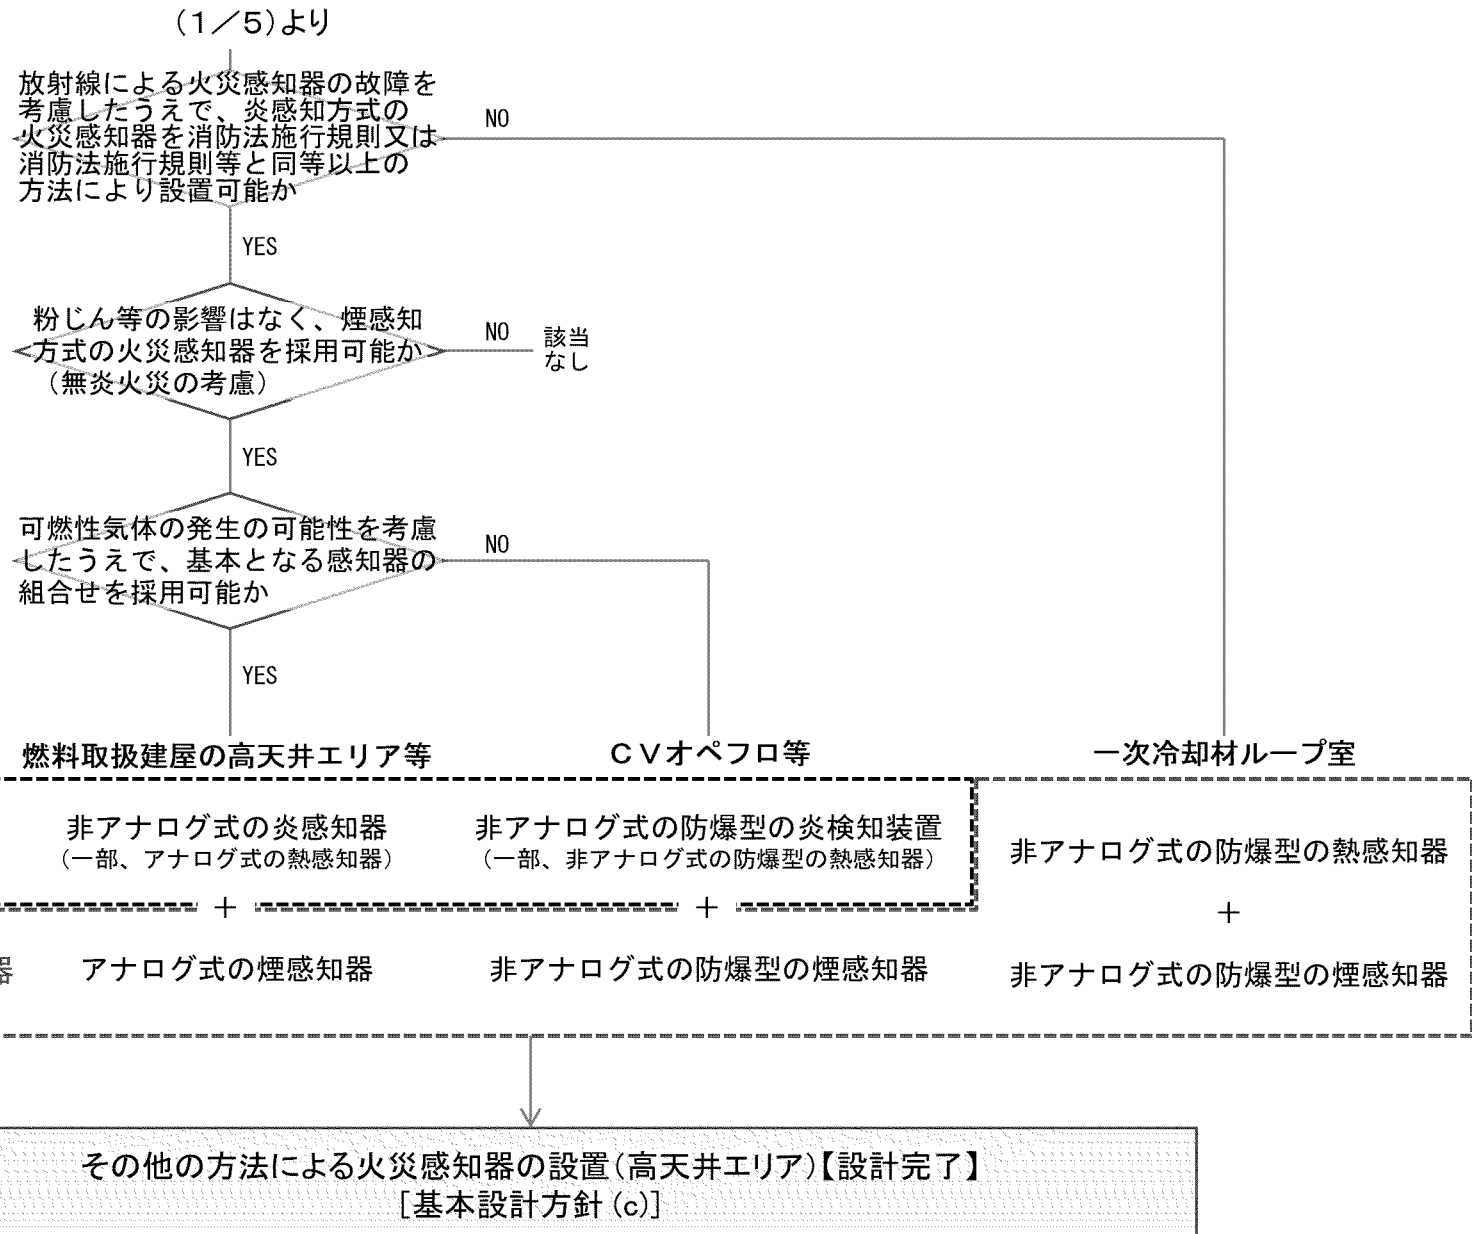 （１／５）より
放射線による火災感知器の故障を
考慮したうえで、炎感知方式の
火災感知器を消防法施行規則又は
消防法施行規則等と同等以上の
方法により設置可能か
NO
YES
粉じん等の影響はなく、煙感知
方式の火災感知器を採用可能か
（無炎火災の考慮）
NO
該当
なし
YES
可燃性気体の発生の可能性を考慮
したうえで、基本となる感知器の
組合せを採用可能か
NO
YES
燃料取扱建屋の高天井エリア等
ＣＶオペフロ等
一次冷却材ループ室
非アナログ式の炎感知器
（一部、アナログ式の熱感知器）
＋
アナログ式の煙感知器
非アナログ式の防爆型の炎検知装置
（一部、非アナログ式の防爆型の熱感知器）
＋
非アナログ式の防爆型の煙感知器
非アナログ式の防爆型の熱感知器
＋
非アナログ式の防爆型の煙感知器
器
その他の方法による火災感知器の設置（高天井エリア）【設計完了】
［基本設計方針（c）］